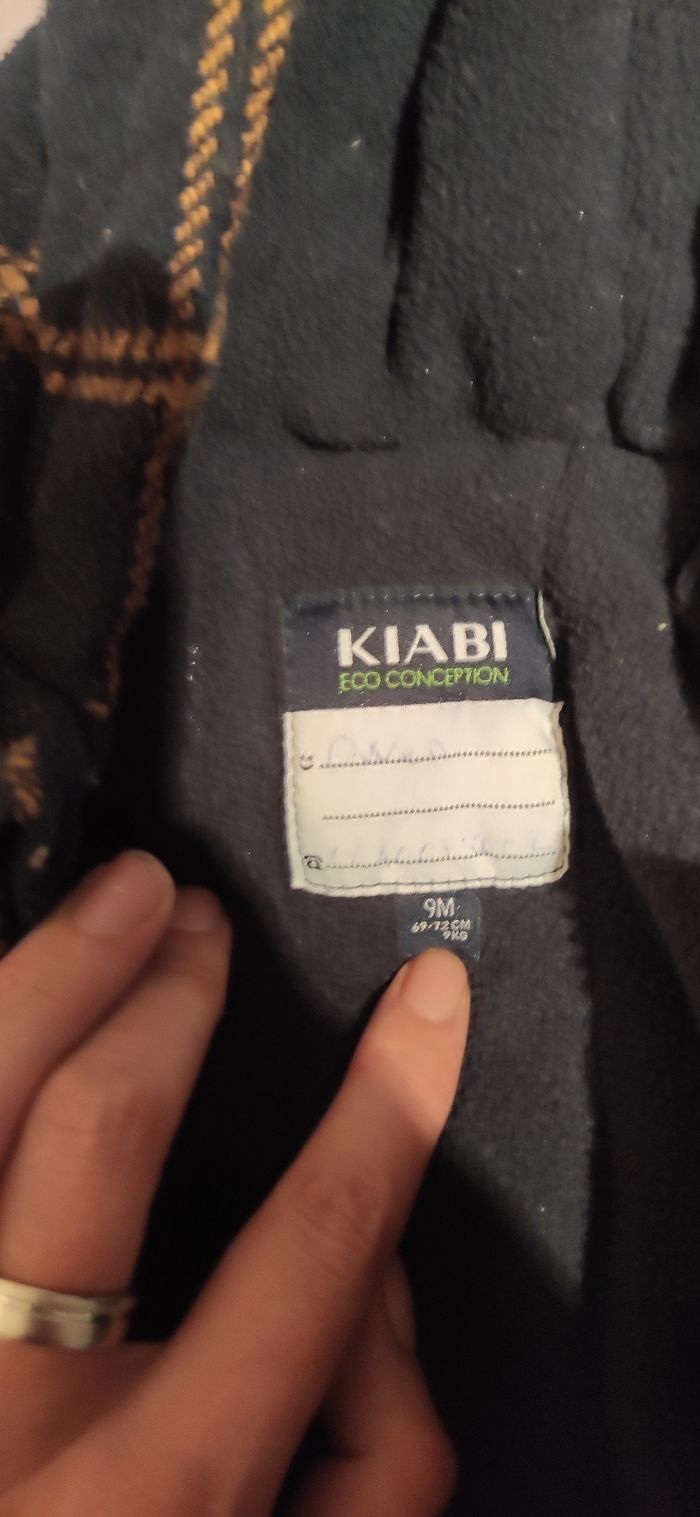 KIABI
ECO CONCEPTION
9M
69-72CM
9KG